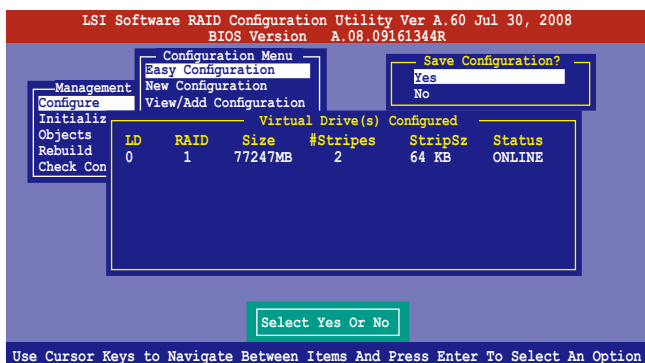 LSI Software RAID Configuration Utility Ver A.60 Jul 30, 2008
BIOS Version A.08.09161344R
Configuration Menu
Easy Configuration
New Configuration
View/Add Configuration
Save Configuration?
Yes
No
Management
Configure
Initializ
Objects
Rebuild
Check Con
Virtual Drive(s) Configured
LD RAID Size #Stripes StripSz Status
0 1 77247MB 2 64 KB ONLINE
Select Yes Or No
Use Cursor Keys to Navigate Between Items And Press Enter To Select An Option